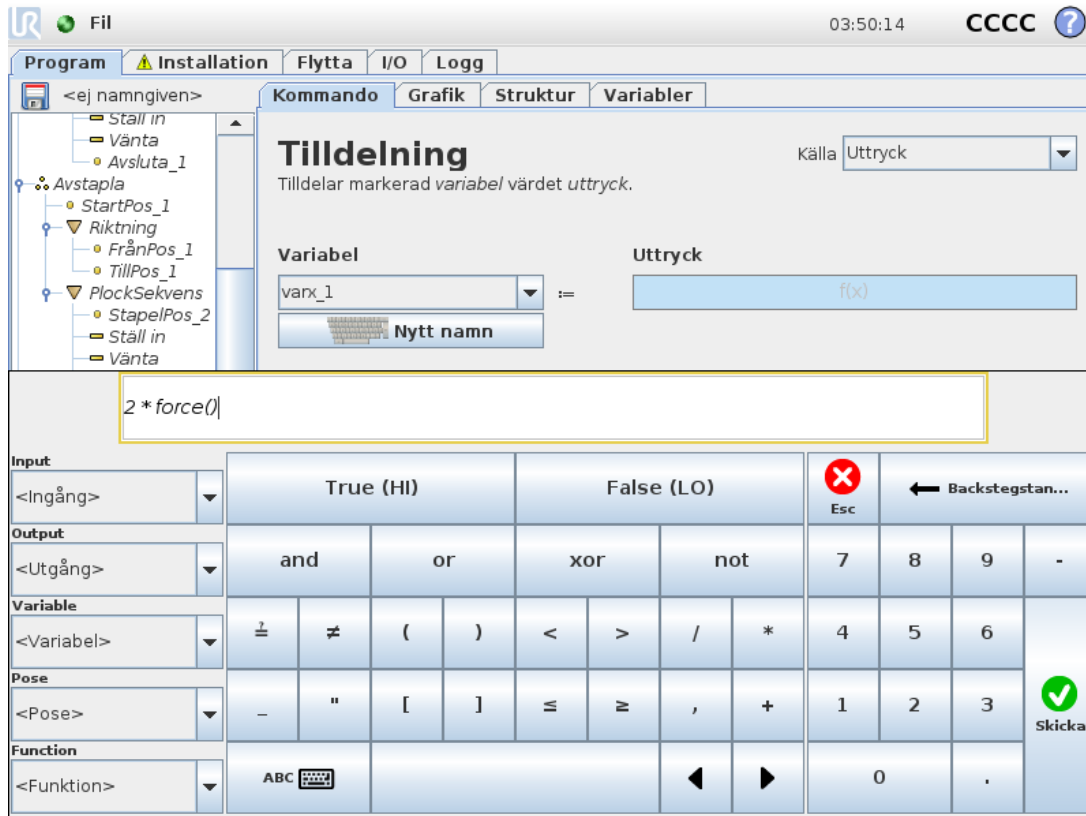 UR Fil 03:50:14 CCCC ?
Program Installation Flytta I/O Logg
<ej namngiven> Kommando Grafik Struktur Variabler
Ställ in
Vänta
Avsluta_1
Avstapla
StartPos_1
Riktning
FrånPos_1
TillPos_1
PlockSekvens
StapelPos_2
Ställ in
Vänta
Tilldelning
Källa Uttryck
Tilldelar markerad variabel värdet uttryck.
Variabel Uttryck
varx_1 := f(x)
Nytt namn
2 * force()
Input
<Ingång>
Output
<Utgång>
Variable
<Variabel>
Pose
<Pose>
Function
<Funktion>
True (HI) False (LO) Esc Backstegstan...
and or xor not 7 8 9 -
≟ ≠ ( ) < > / * 4 5 6
_ " [ ] ≤ ≥ , + 1 2 3 Skicka
ABC 0 .